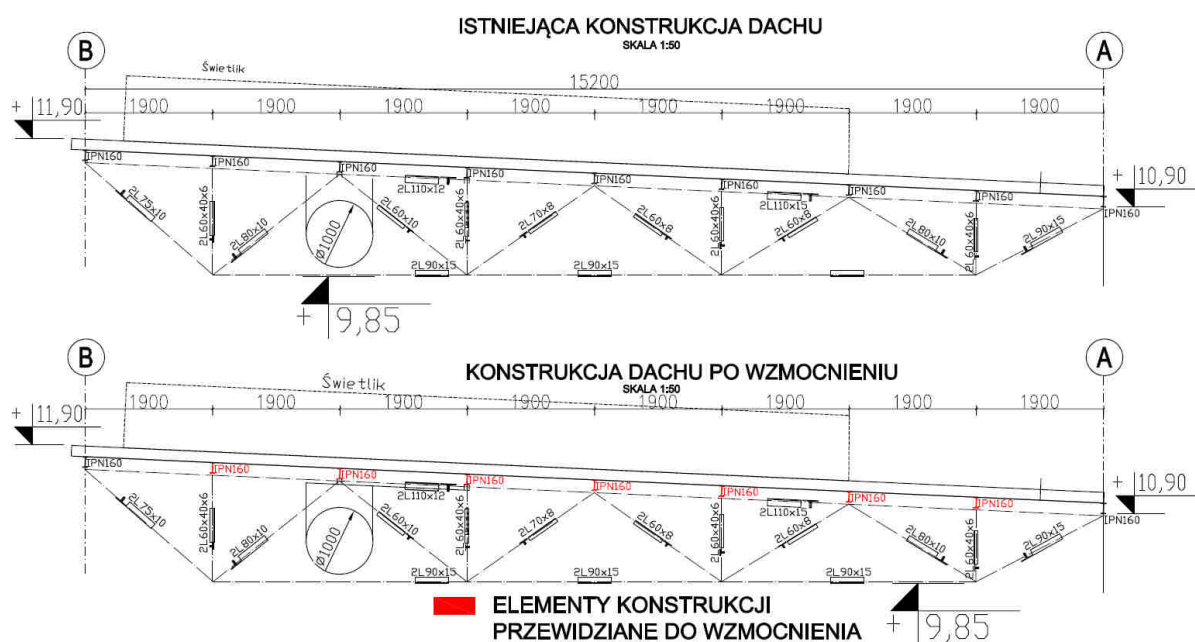 ISTNIEJĄCA KONSTRUKCJA DACHU
SKALA 1:50
B
A
Świetlik
15200
+ 11,90
1900 1900 1900 1900 1900 1900 1900 1900
+ 10,90
IPN160 IPN160 IPN160 IPN160 IPN160 IPN160 IPN160 IPN160 IPN160
2L110x12 2L110x15
2L75x10 2L60x40x6 2L80x10 Ø1000 2L60x10 2L60x40x6 2L70x8 2L60x8 2L60x40x6 2L60x8 2L80x10 2L60x40x6 2L90x15
2L90x15 2L90x15
+ 9,85
B
A
KONSTRUKCJA DACHU PO WZMOCNIENIU
SKALA 1:50
Świetlik
+ 11,90
1900 1900 1900 1900 1900 1900 1900 1900
+ 10,90
IPN160 IPN160 IPN160 IPN160 IPN160 IPN160 IPN160 IPN160 IPN160
2L110x12 2L110x15
2L75x10 2L60x40x6 2L80x10 Ø1000 2L60x10 2L60x40x6 2L70x8 2L60x8 2L60x40x6 2L60x8 2L80x10 2L60x40x6 2L90x15
2L90x15 2L90x15 2L90x15
ELEMENTY KONSTRUKCJI
PRZEWIDZIANE DO WZMOCNIENIA
+ 9,85